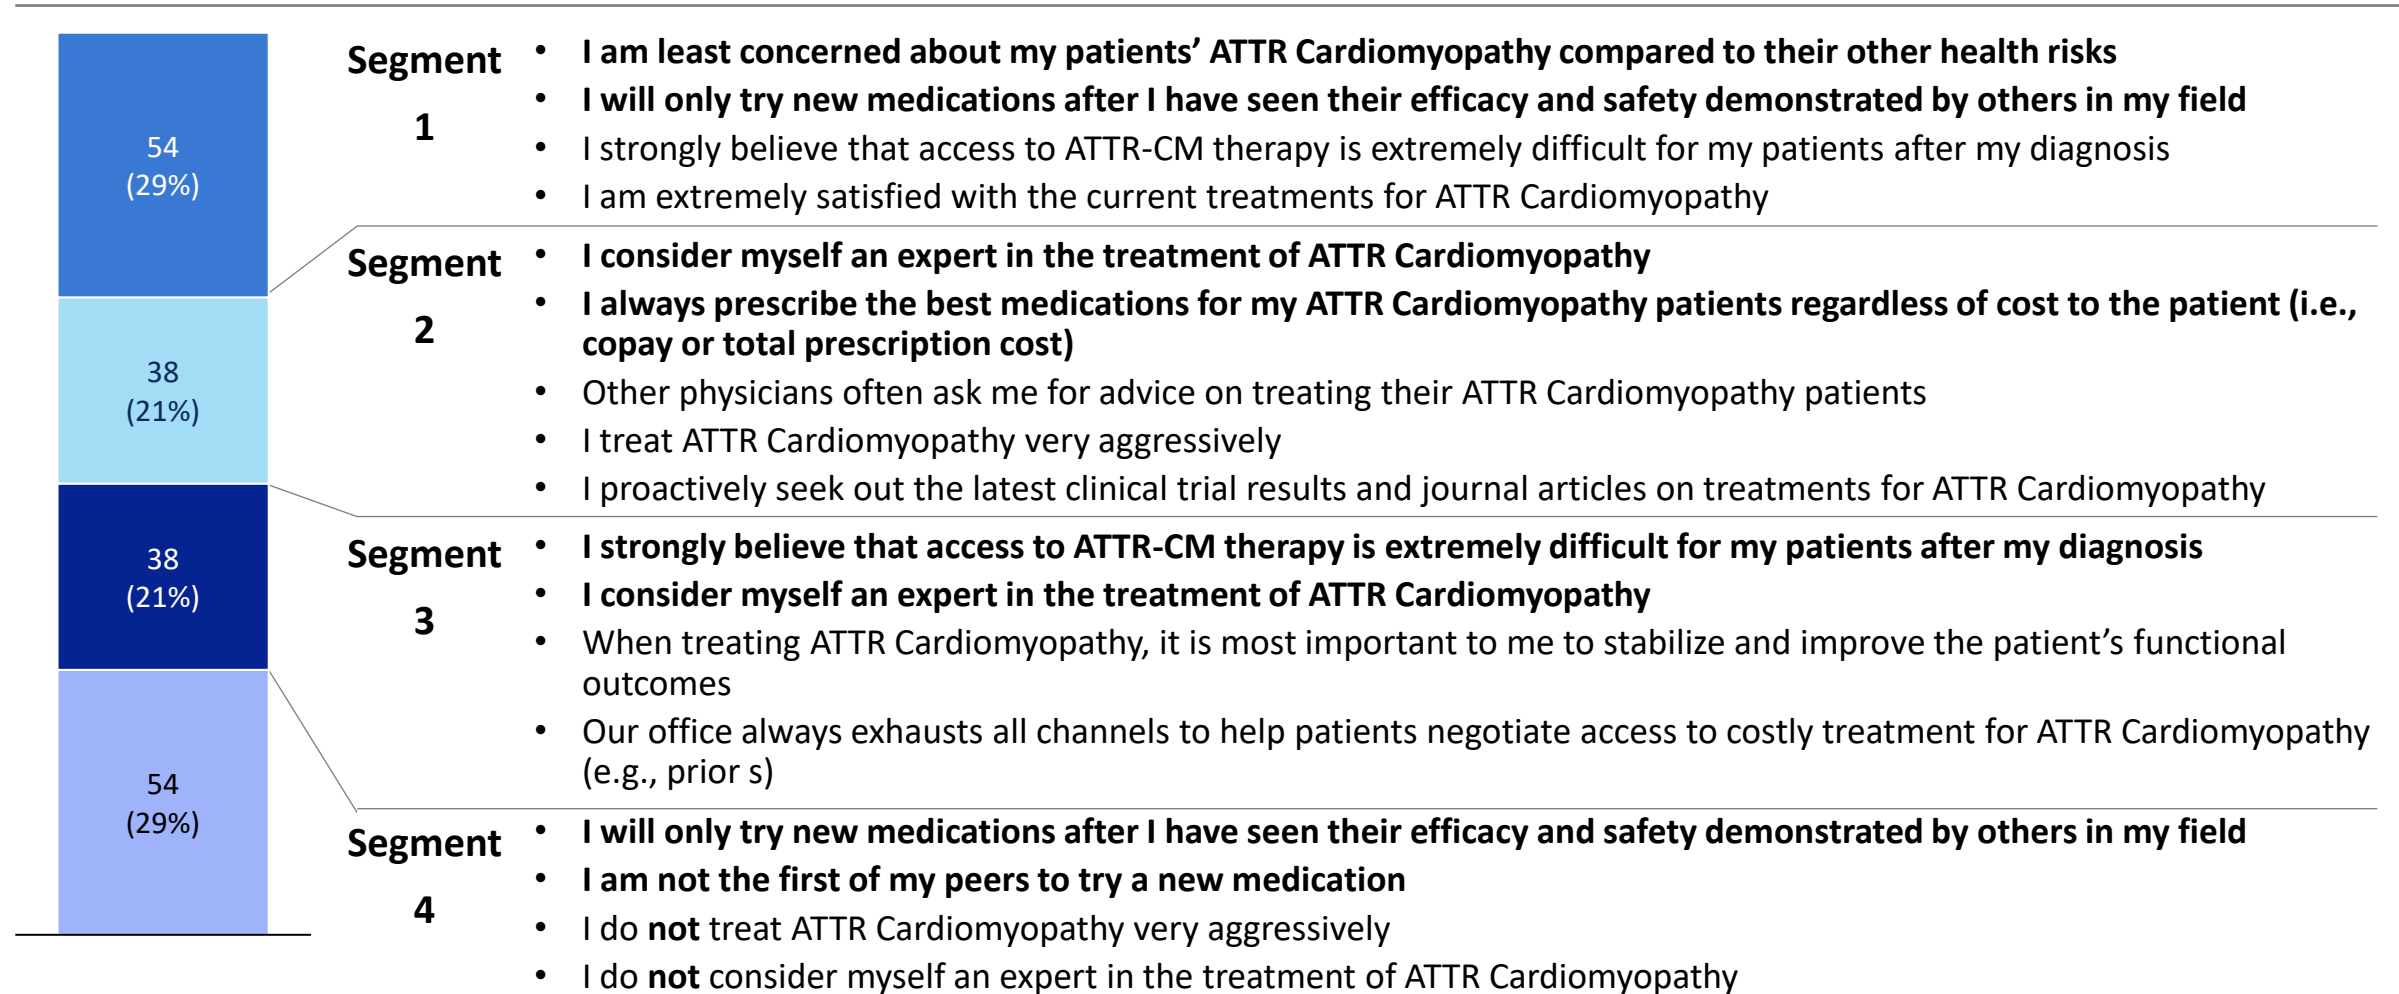 54
(29%)
38
(21%)
38
(21%)
54
(29%)
Segment
1
• I am least concerned about my patients’ ATTR Cardiomyopathy compared to their other health risks
• I will only try new medications after I have seen their efficacy and safety demonstrated by others in my field
• I strongly believe that access to ATTR-CM therapy is extremely difficult for my patients after my diagnosis
• I am extremely satisfied with the current treatments for ATTR Cardiomyopathy
Segment
2
• I consider myself an expert in the treatment of ATTR Cardiomyopathy
• I always prescribe the best medications for my ATTR Cardiomyopathy patients regardless of cost to the patient (i.e.,
copay or total prescription cost)
• Other physicians often ask me for advice on treating their ATTR Cardiomyopathy patients
• I treat ATTR Cardiomyopathy very aggressively
• I proactively seek out the latest clinical trial results and journal articles on treatments for ATTR Cardiomyopathy
Segment
3
• I strongly believe that access to ATTR-CM therapy is extremely difficult for my patients after my diagnosis
• I consider myself an expert in the treatment of ATTR Cardiomyopathy
• When treating ATTR Cardiomyopathy, it is most important to me to stabilize and improve the patient’s functional
outcomes
• Our office always exhausts all channels to help patients negotiate access to costly treatment for ATTR Cardiomyopathy
(e.g., prior s)
Segment
4
• I will only try new medications after I have seen their efficacy and safety demonstrated by others in my field
• I am not the first of my peers to try a new medication
• I do not treat ATTR Cardiomyopathy very aggressively
• I do not consider myself an expert in the treatment of ATTR Cardiomyopathy